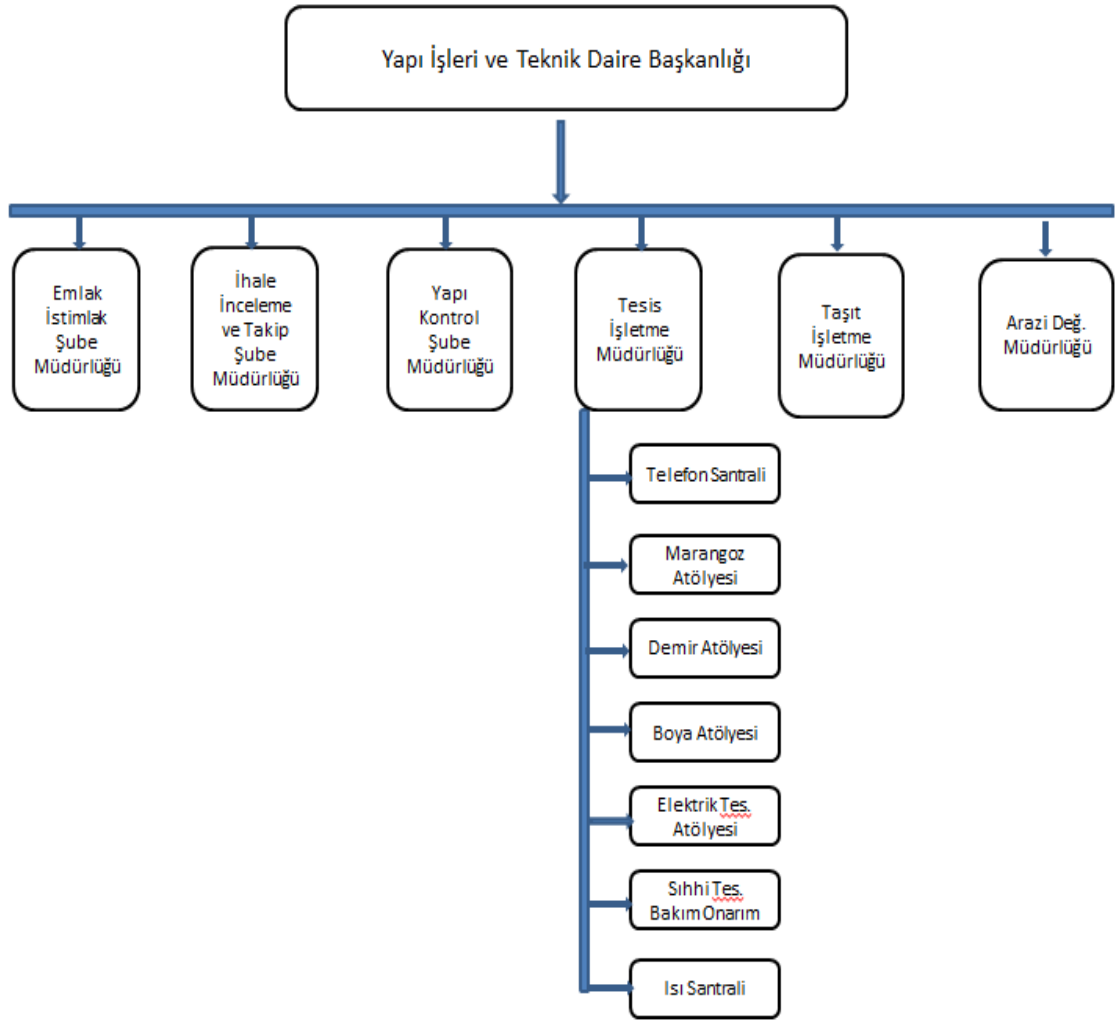 Yapı İşleri ve Teknik Daire Başkanlığı
Emlak
İstimlak
Şube
Müdürlüğü
İhale
İnceleme
ve Takip
Şube
Müdürlüğü
Yapı
Kontrol
Şube
Müdürlüğü
Tesis
İşletme
Müdürlüğü
Taşıt
İşletme
Müdürlüğü
Arazi Değ.
Müdürlüğü
Telefon Santrali
Marangoz
Atölyesi
Demir Atölyesi
Boya Atölyesi
Elektrik Tes.
Atölyesi
Sıhhi Tes.
Bakım Onarım
Isı Santrali